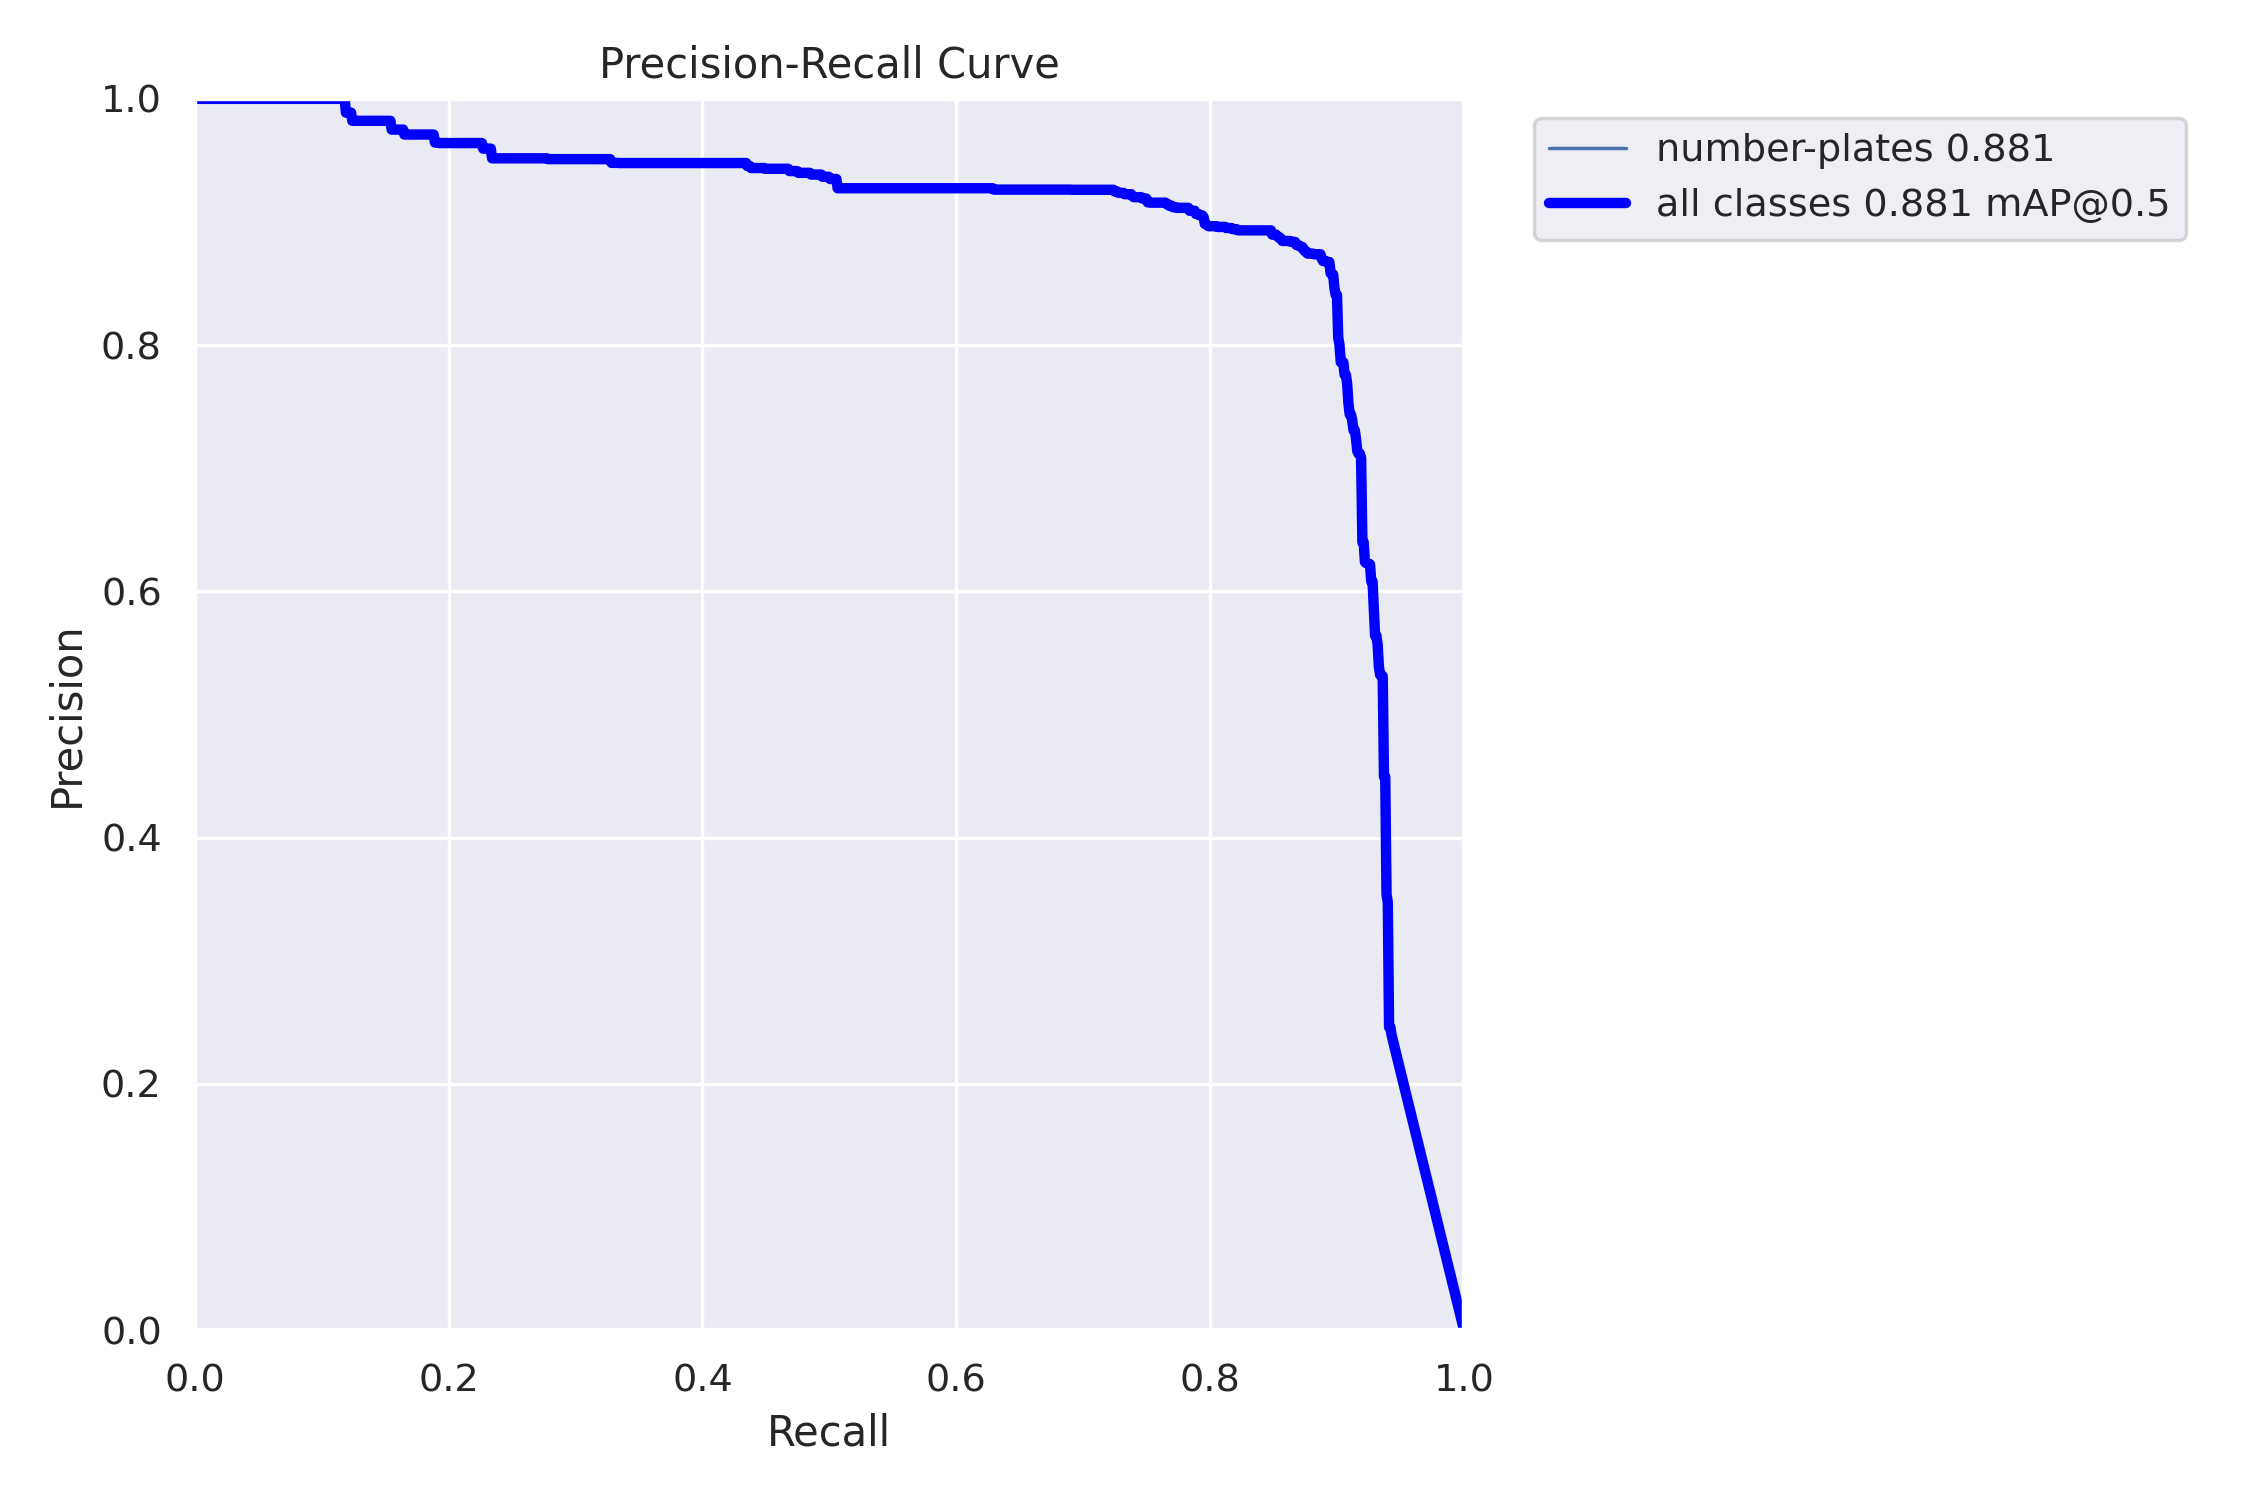 Precision-Recall Curve
1.0
0.8
0.6
0.4
0.2
0.0
Precision
0.0 0.2 0.4 0.6 0.8 1.0
Recall
number-plates 0.881
all classes 0.881 mAP@0.5